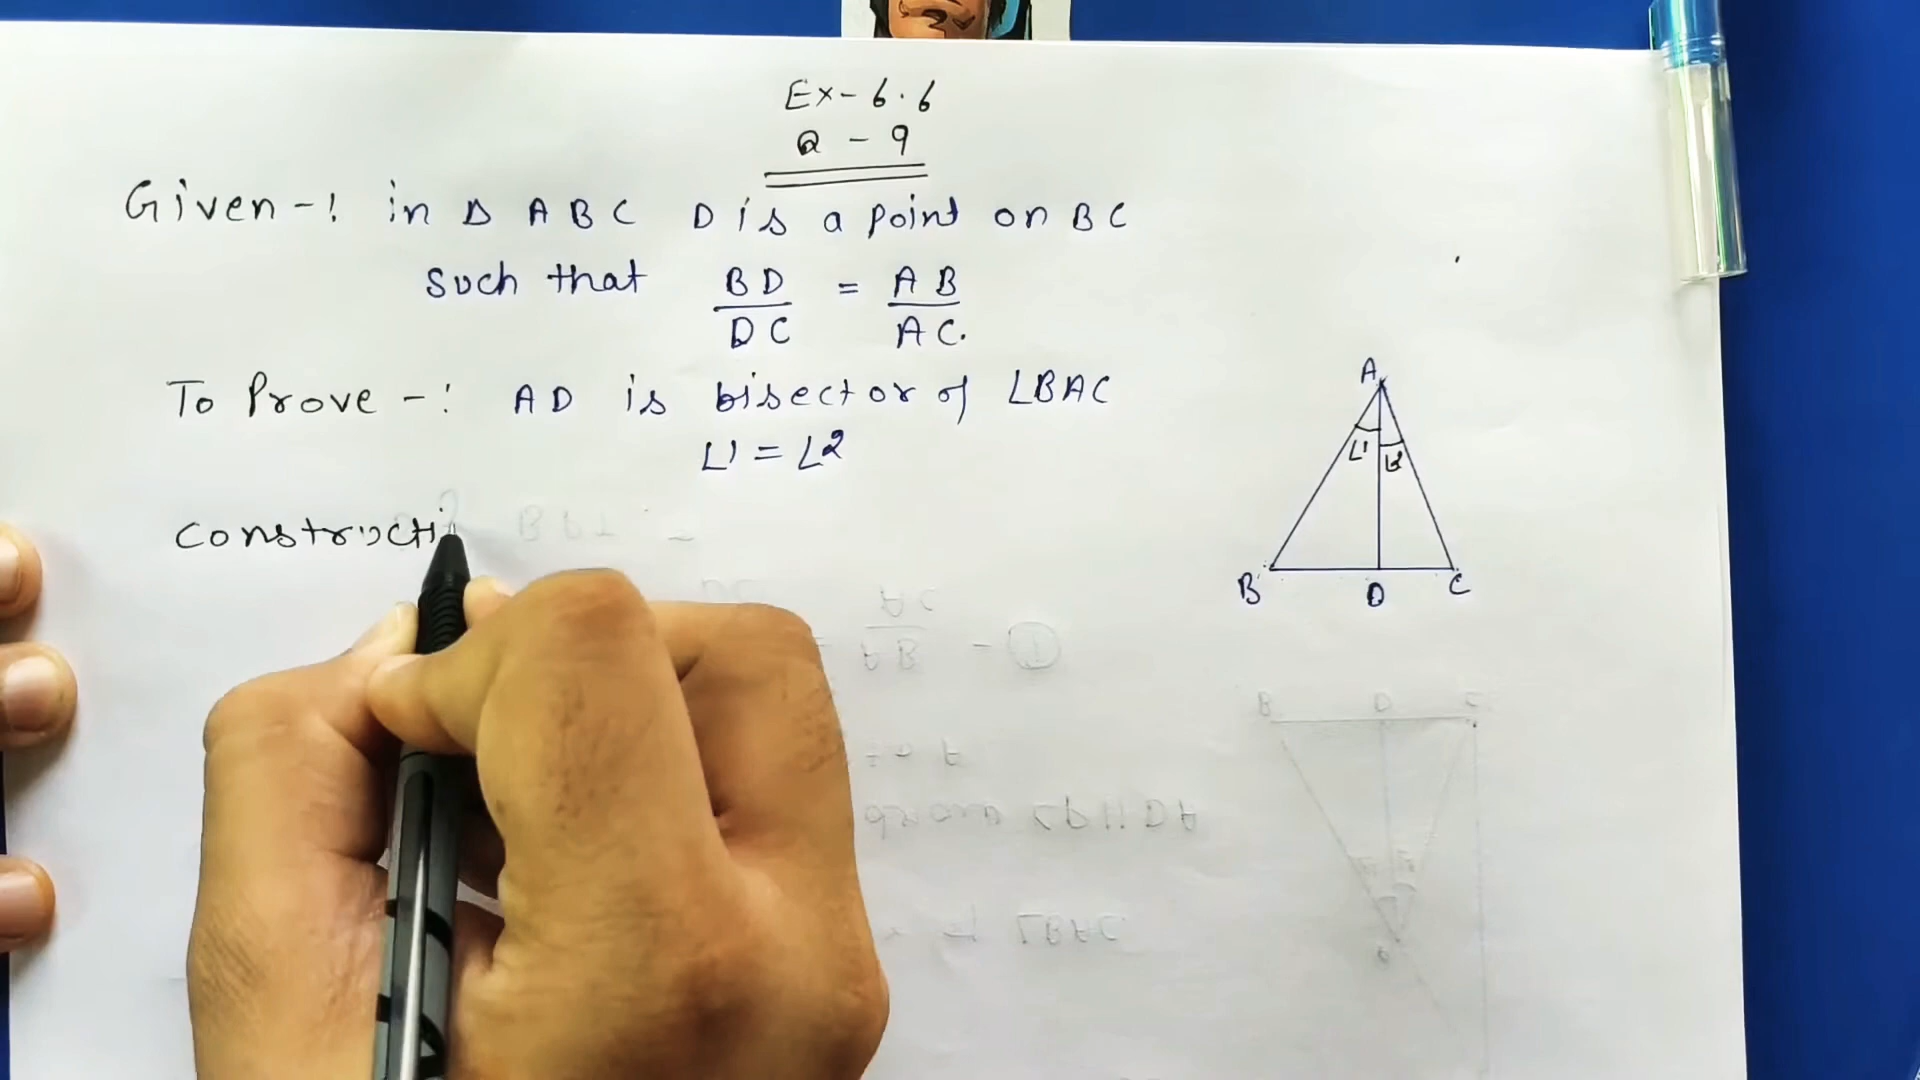 Ex- 6.6
Q - 9
Given -! in Δ ABC D is a point on BC
such that BD/DC = AB/AC.
To Prove -: AD is bisector of ∠BAC
∠1 = ∠2
constructi
A
∠1 ∠2
B D C